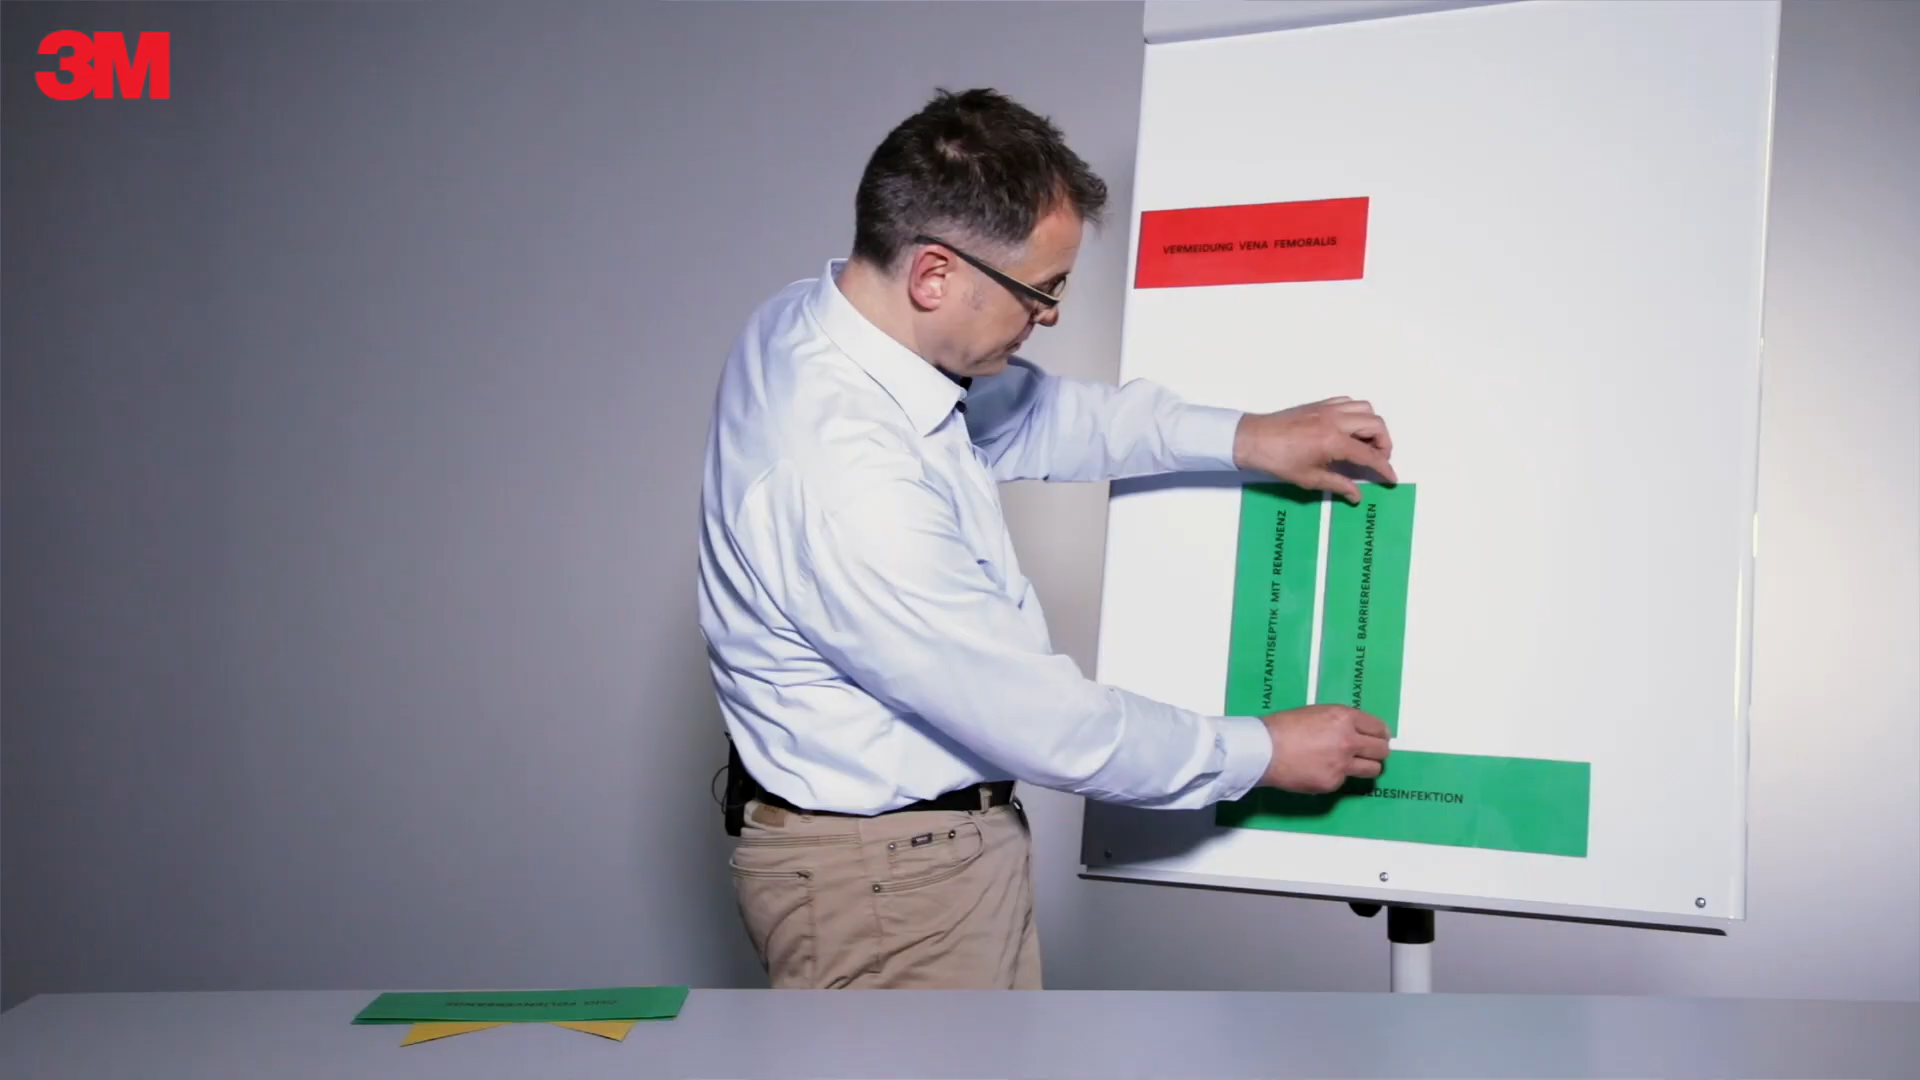 3M
VERMEIDUNG VENA FEMORALIS
HAUTANTISEPTIK MIT REMANENZ
MAXIMALE BARRIEREMAßNAHMEN
DESINFEKTION